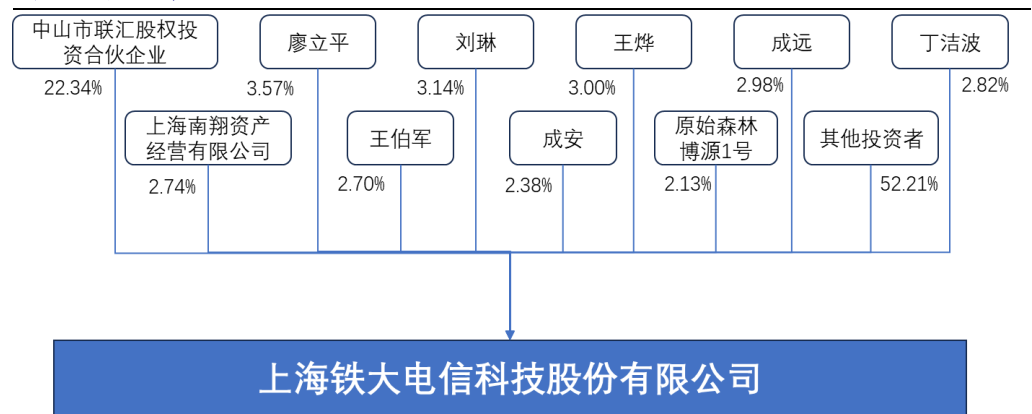 中山市联汇股权投
资合伙企业
廖立平
刘琳
王烨
成远
丁洁波
22.34%
3.57%
3.14%
3.00%
2.98%
2.82%
上海南翔资产
经营有限公司
王伯军
成安
原始森林
博源1号
其他投资者
2.74%
2.70%
2.38%
2.13%
52.21%
上海铁大电信科技股份有限公司